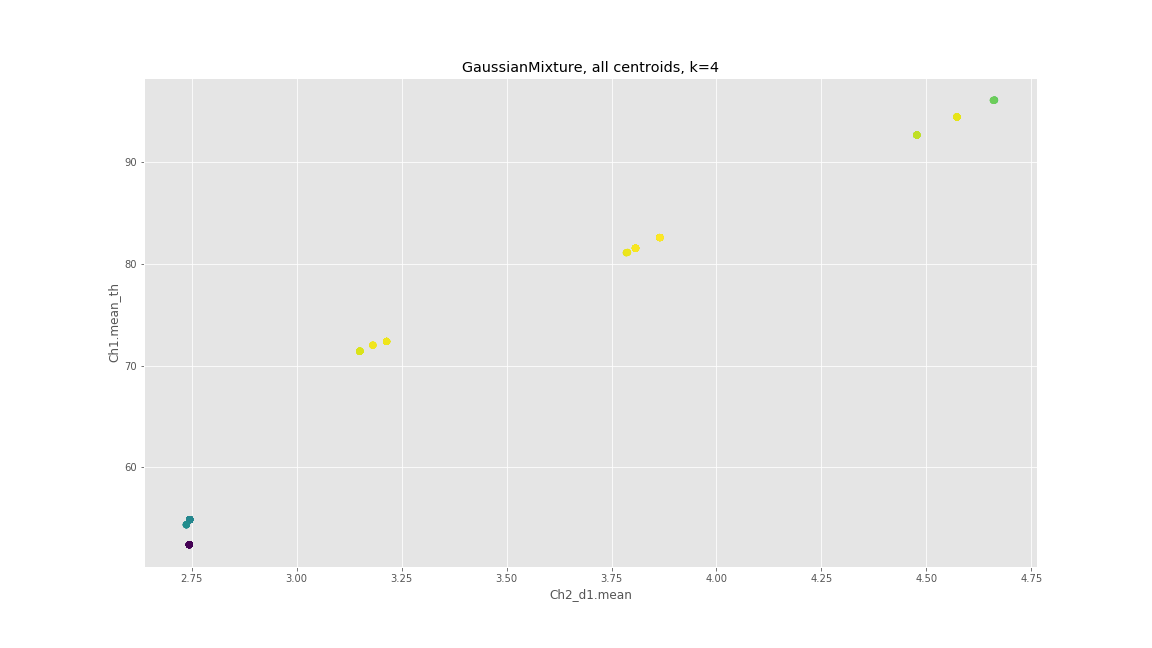 GaussianMixture, all centroids, k=4
90
80
70
60
Ch1.mean_th
2.75 3.00 3.25 3.50 3.75 4.00 4.25 4.50 4.75
Ch2_d1.mean